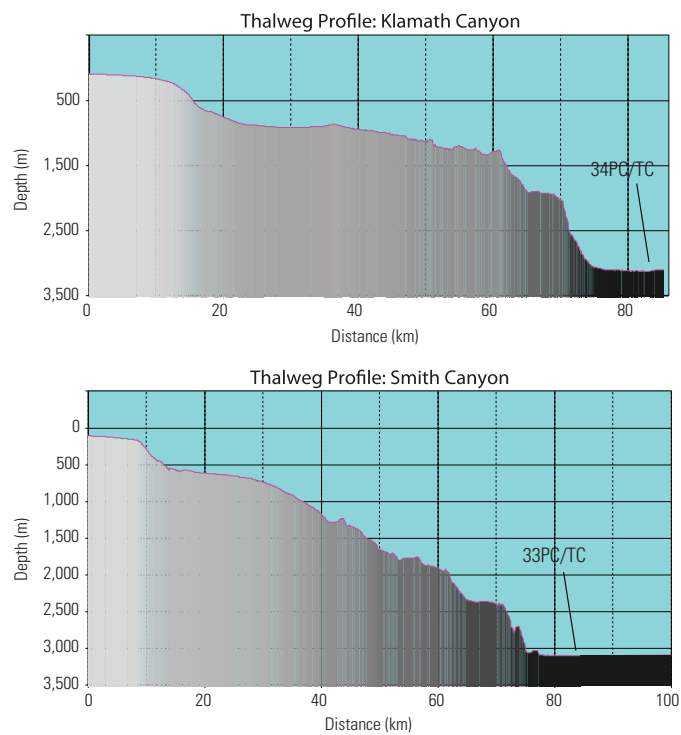 Thalweg Profile: Klamath Canyon
500
1,500
2,500
3,500
Depth (m)
34PC/TC
0
20
40
60
80
Distance (km)
Thalweg Profile: Smith Canyon
0
500
1,000
1,500
2,000
2,500
3,000
3,500
Depth (m)
33PC/TC
0
20
40
60
80
100
Distance (km)